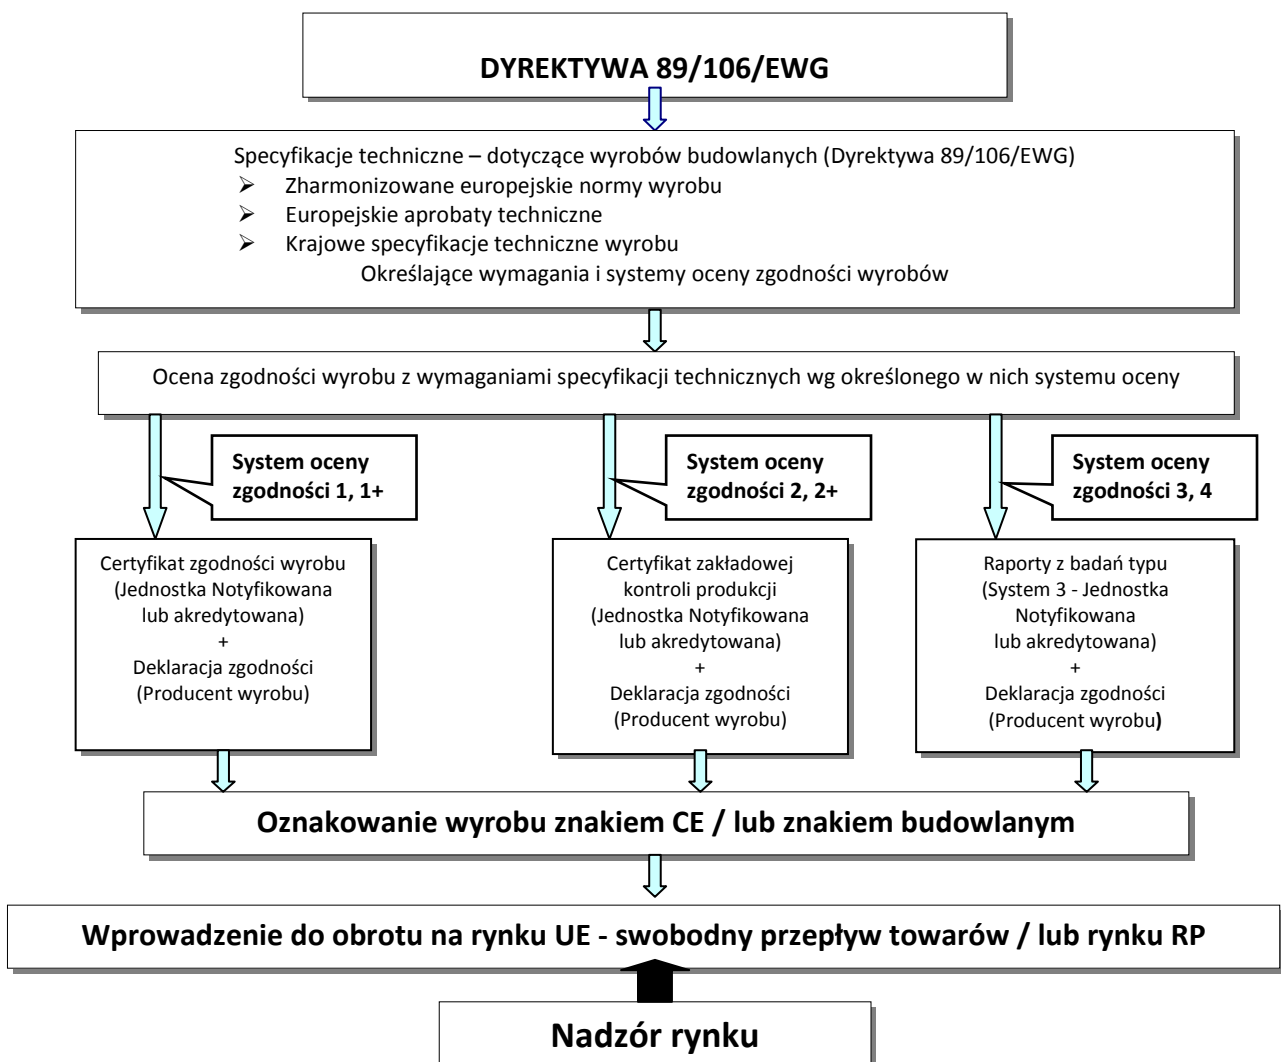 DYREKTYWA 89/106/EWG
Specyfikacje techniczne – dotyczące wyrobów budowlanych (Dyrektywa 89/106/EWG)
➢ Zharmonizowane europejskie normy wyrobu
➢ Europejskie aprobaty techniczne
➢ Krajowe specyfikacje techniczne wyrobu
Określające wymagania i systemy oceny zgodności wyrobów
Ocena zgodności wyrobu z wymaganiami specyfikacji technicznych wg określonego w nich systemu oceny
System oceny
zgodności 1, 1+
System oceny
zgodności 2, 2+
System oceny
zgodności 3, 4
Certyfikat zgodności wyrobu
(Jednostka Notyfikowana
lub akredytowana)
+
Deklaracja zgodności
(Producent wyrobu)
Certyfikat zakładowej
kontroli produkcji
(Jednostka Notyfikowana
lub akredytowana)
+
Deklaracja zgodności
(Producent wyrobu)
Raporty z badań typu
(System 3 - Jednostka
Notyfikowana
lub akredytowana)
+
Deklaracja zgodności
(Producent wyrobu)
Oznakowanie wyrobu znakiem CE / lub znakiem budowlanym
Wprowadzenie do obrotu na rynku UE - swobodny przepływ towarów / lub rynku RP
Nadzór rynku